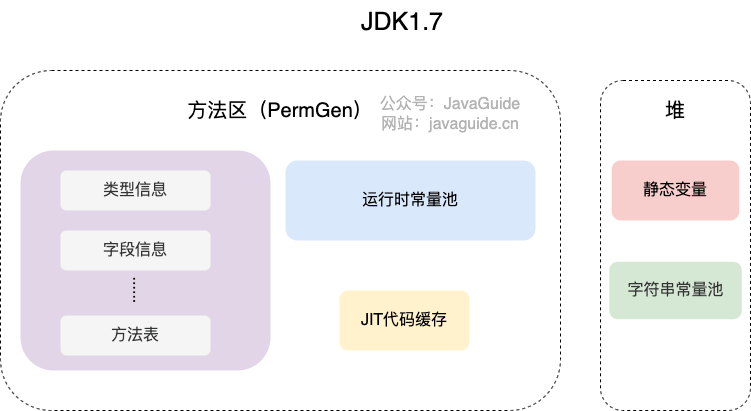 JDK1.7
方法区（PermGen）
公众号：JavaGuide
网站：javaguide.cn
类型信息
字段信息
方法表
运行时常量池
JIT代码缓存
堆
静态变量
字符串常量池